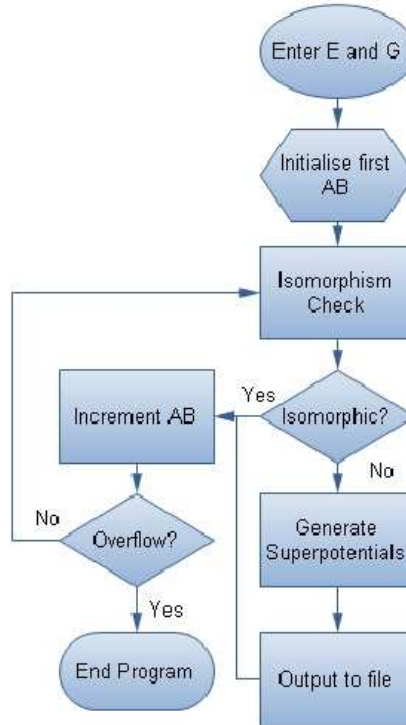 Enter E and G
Initialise first
AB
Isomorphism
Check
Yes
Increment AB
Isomorphic?
No
No
Overflow?
Generate
Superpotentials
Yes
End Program
Output to file